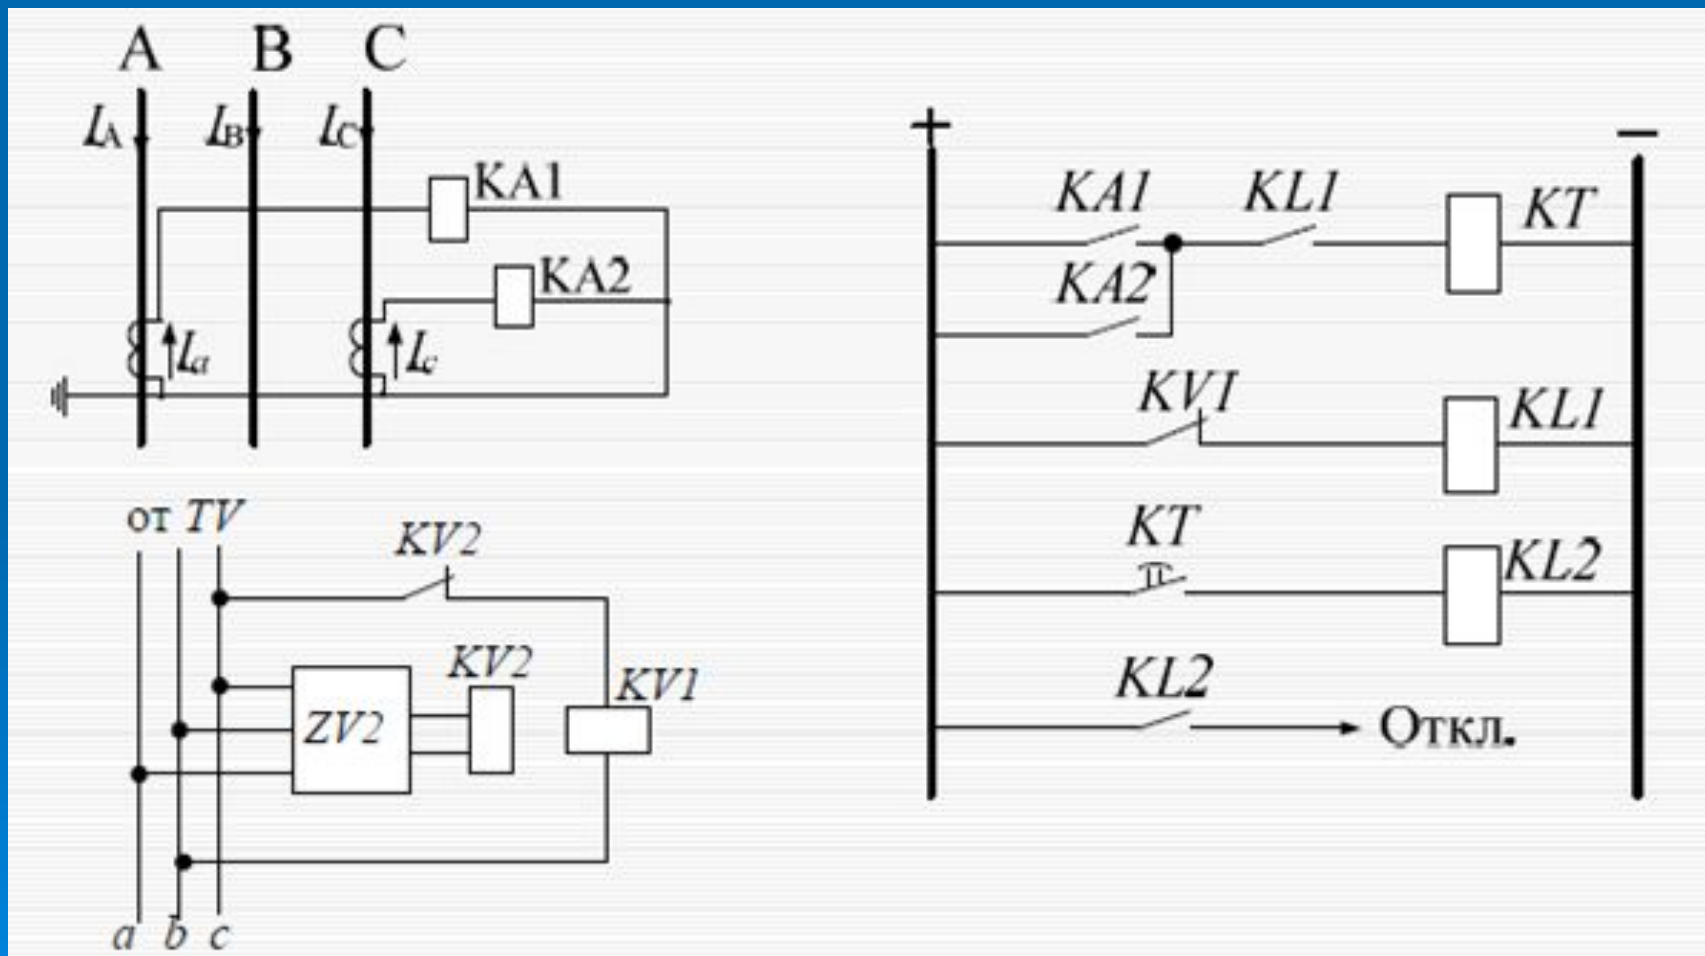 A B C
IA IB IC
KA1
KA2
Ia Ic
от TV
KV2
KV2
KV1
ZV2
a b c
+ −
KA1 KL1 KT
KA2
KV1 KL1
KT KL2
KL2
Откл.